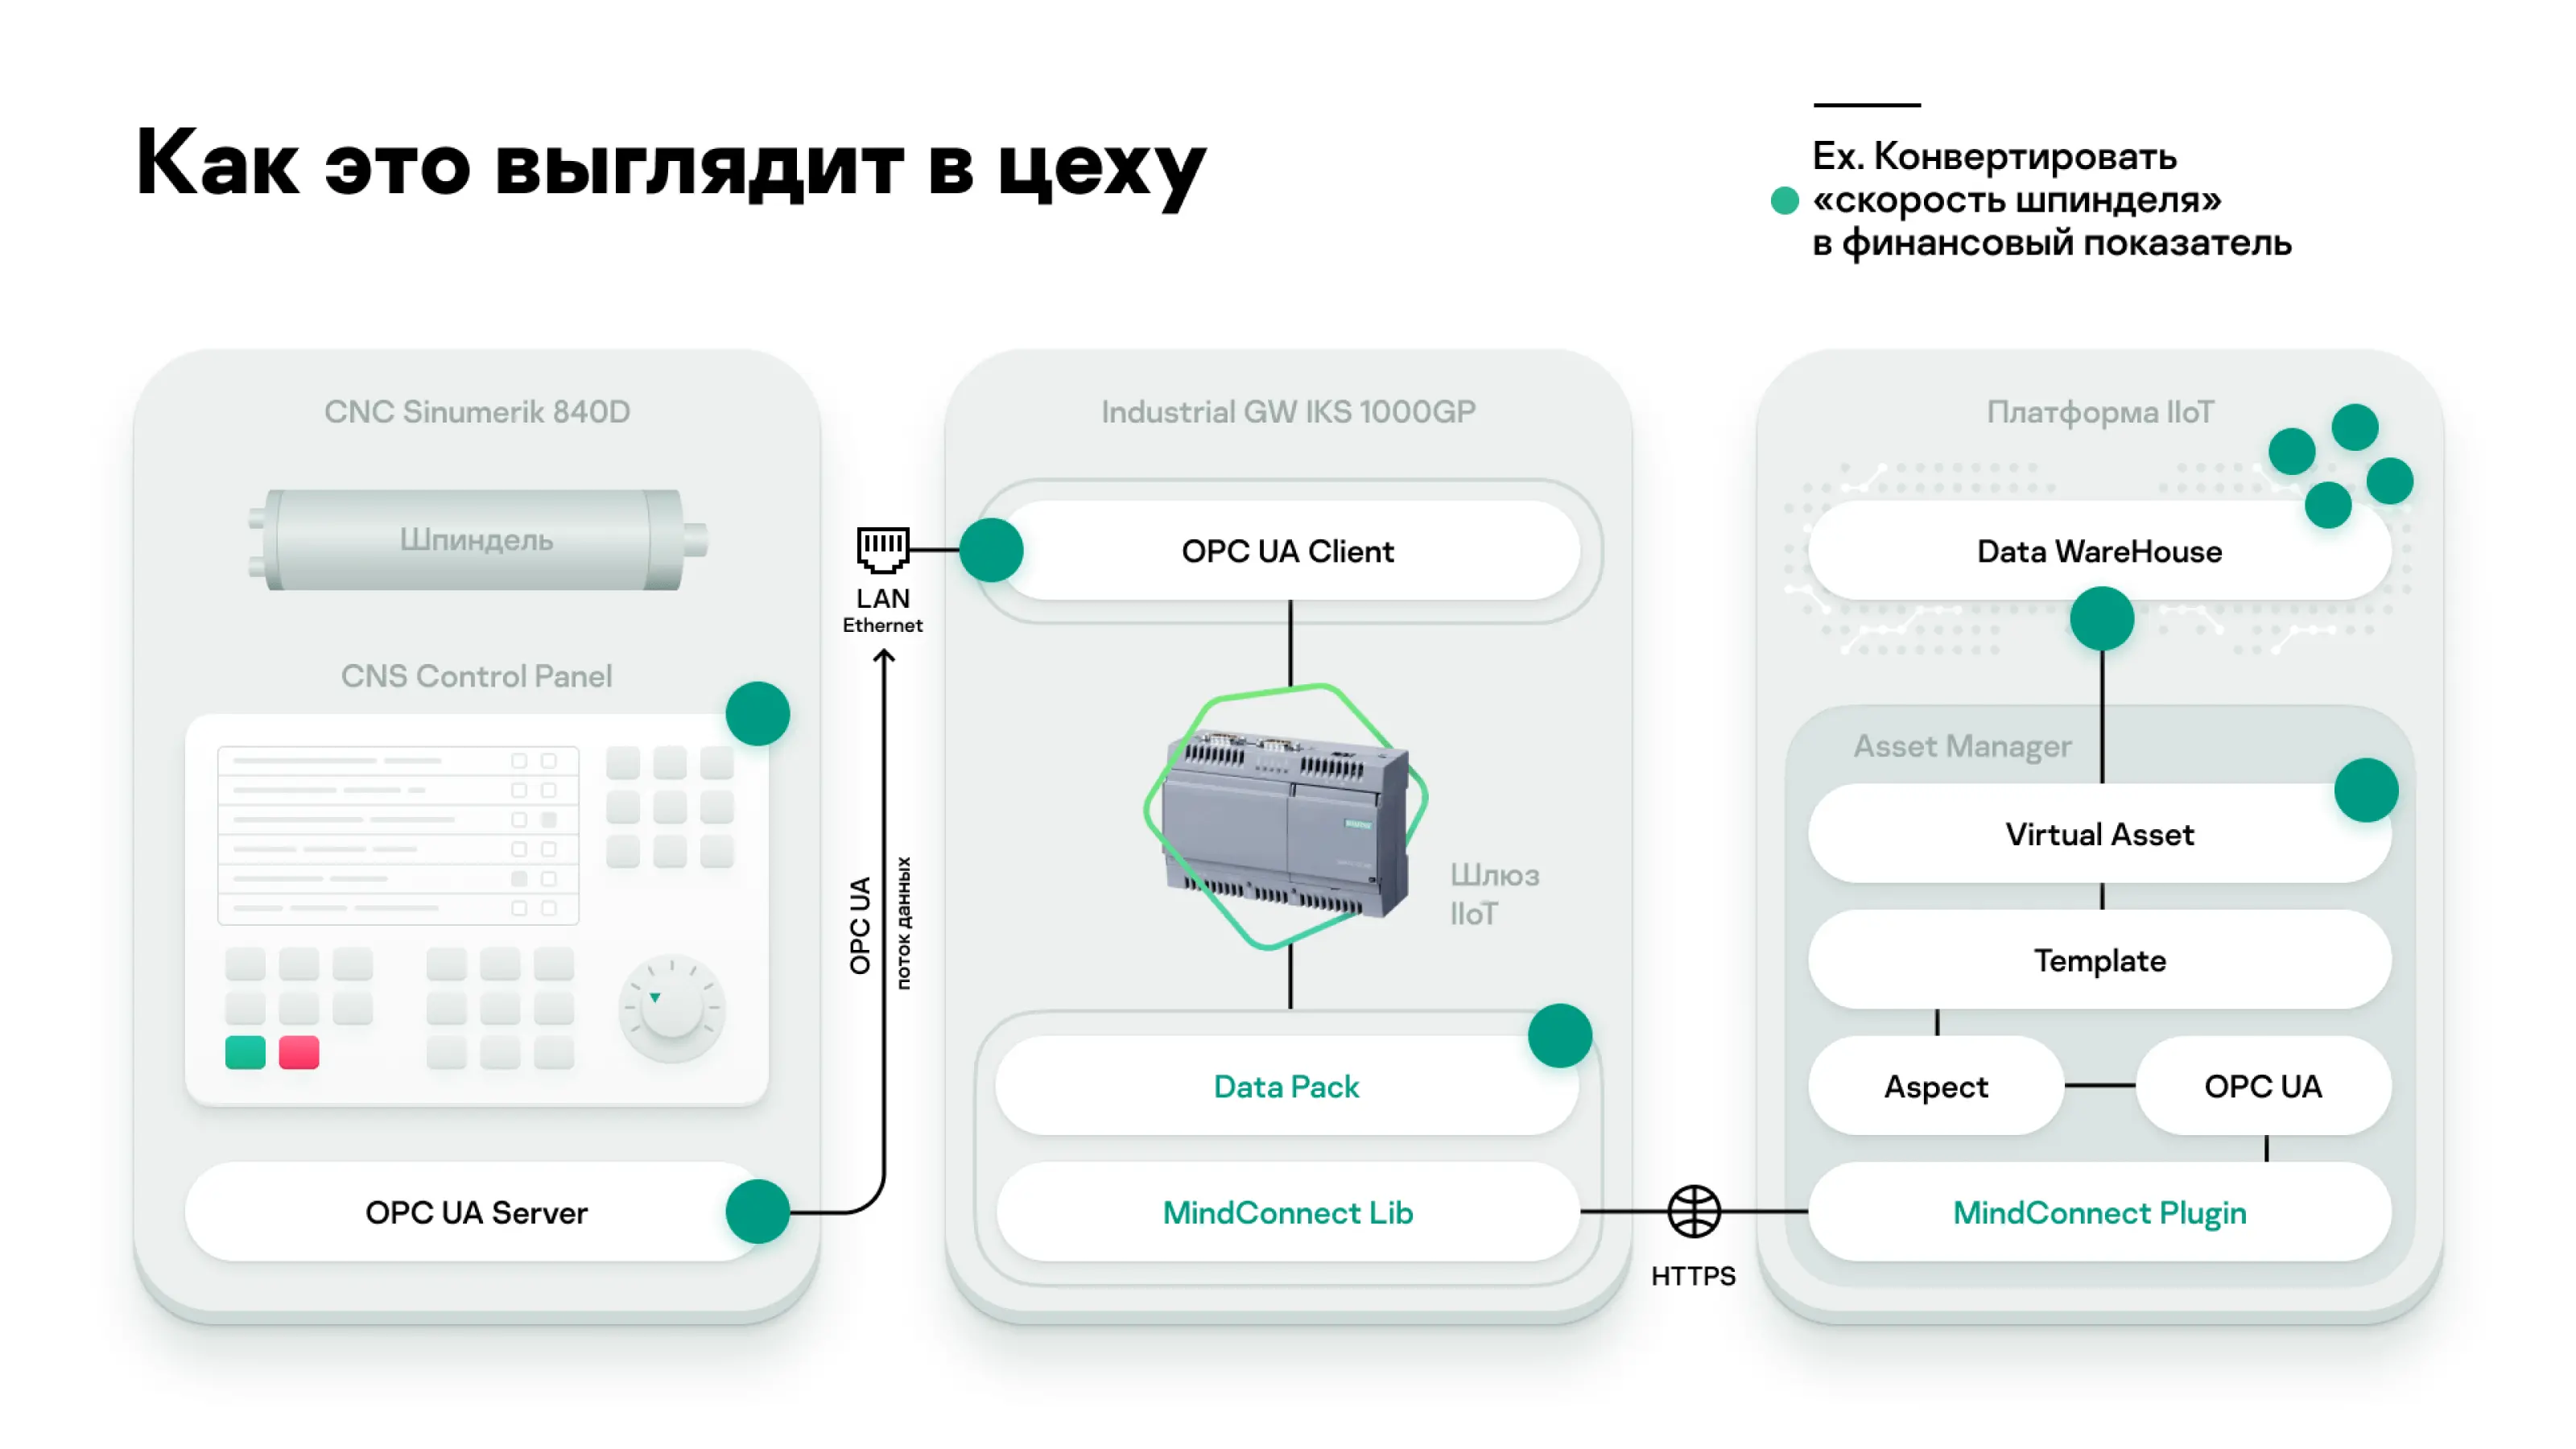 Как это выглядит в цеху
Ex. Конвертировать
«скорость шпинделя»
в финансовый показатель
CNC Sinumerik 840D
Шпиндель
CNS Control Panel
OPC UA Server
LAN
Ethernet
OPC UA
поток данных
Industrial GW IKS 1000GP
OPC UA Client
Шлюз
IIoT
Data Pack
MindConnect Lib
HTTPS
Платформа IIoT
Data WareHouse
Asset Manager
Virtual Asset
Template
Aspect
OPC UA
MindConnect Plugin